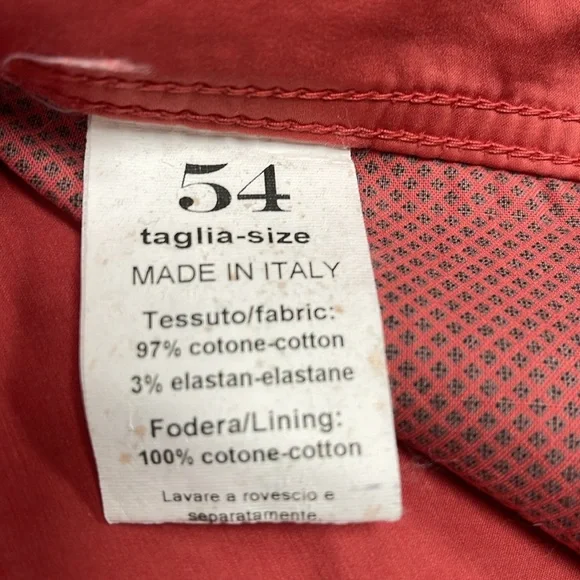 54
taglia-size
MADE IN ITALY
Tessuto/fabric:
97% cotone-cotton
3% elastan-elastane
Fodera/Lining:
100% cotone-cotton
Lavare a rovescio e
separatamente.